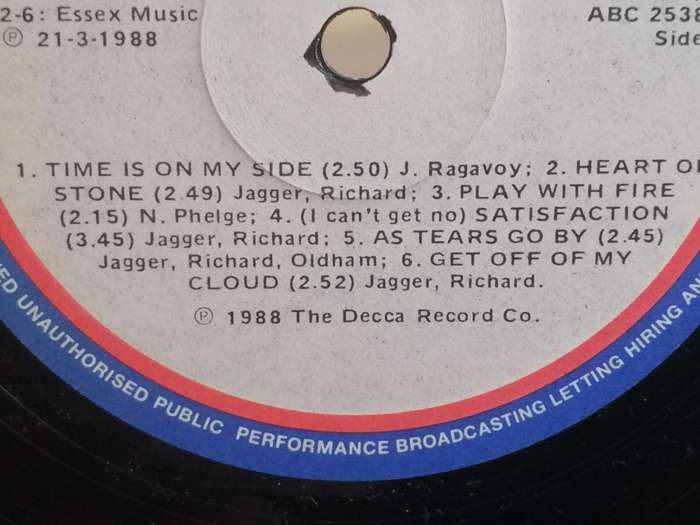 2-6: Essex Music
ABC 2538
℗ 21-3-1988
Side
1. TIME IS ON MY SIDE (2.50) J. Ragavoy; 2. HEART OF
STONE (2.49) Jagger, Richard; 3. PLAY WITH FIRE
(2.15) N. Phelge; 4. (I can't get no) SATISFACTION
(3.45) Jagger, Richard; 5. AS TEARS GO BY (2.45)
Jagger, Richard, Oldham; 6. GET OFF OF MY
CLOUD (2.52) Jagger, Richard.
℗ 1988 The Decca Record Co.
UNAUTHORISED PUBLIC PERFORMANCE BROADCASTING LETTING HIRING